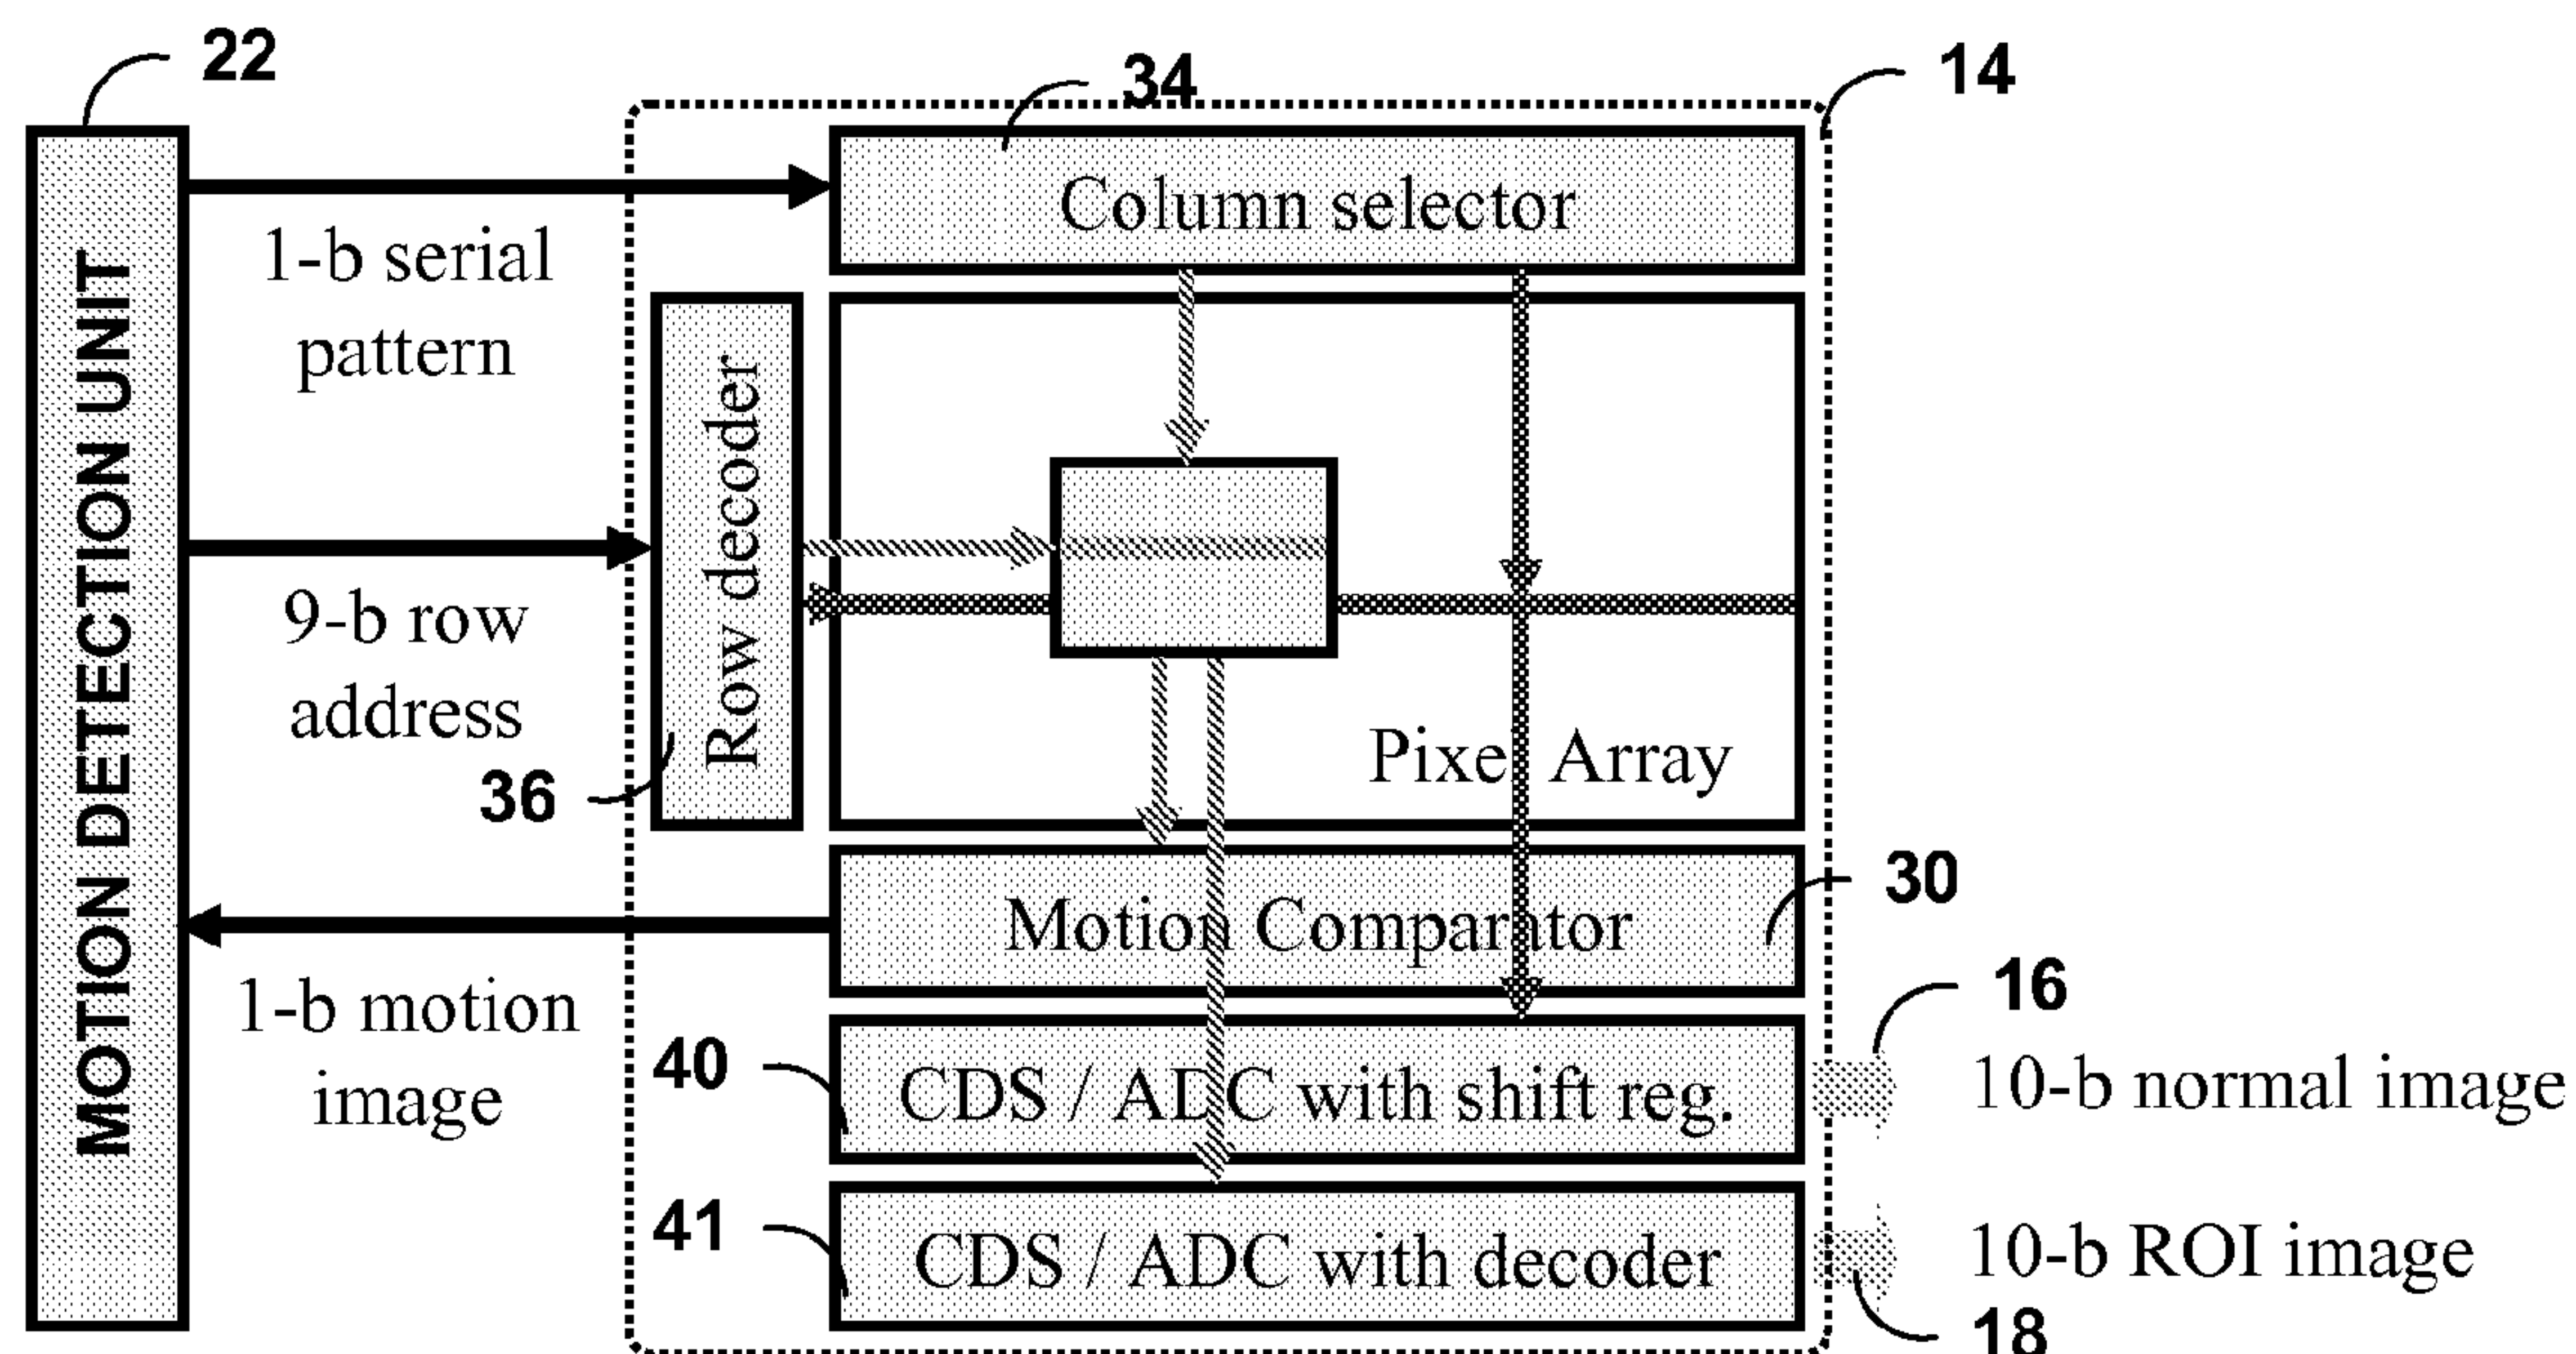 22
34
14
MOTION DETECTION UNIT
Column selector
1-b serial
pattern
Row decoder
9-b row
address
36
Pixel Array
30
Motion Comparator
1-b motion
image
16
40
CDS / ADC with shift reg.
10-b normal image
41
CDS / ADC with decoder
10-b ROI image
18